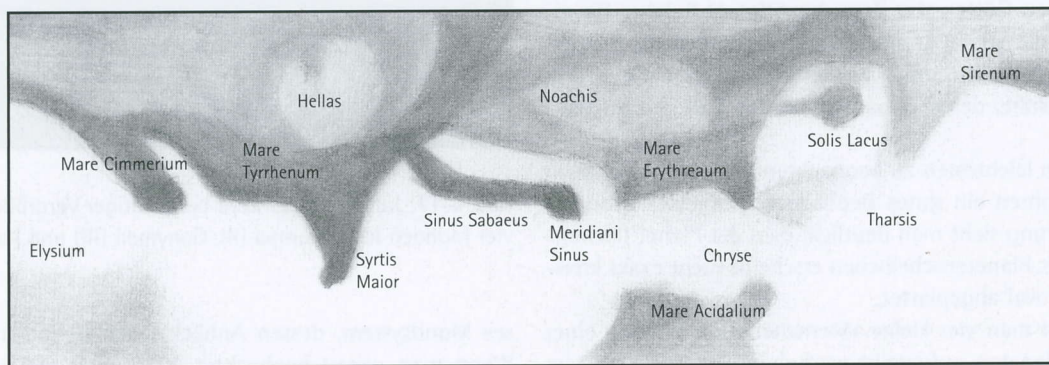 Mare
Sirenum
Hellas
Noachis
Solis Lacus
Mare Cimmerium
Mare
Tyrrhenum
Mare
Erythraeum
Sinus Sabaeus
Meridiani
Sinus
Tharsis
Elysium
Syrtis
Maior
Chryse
Mare Acidalium